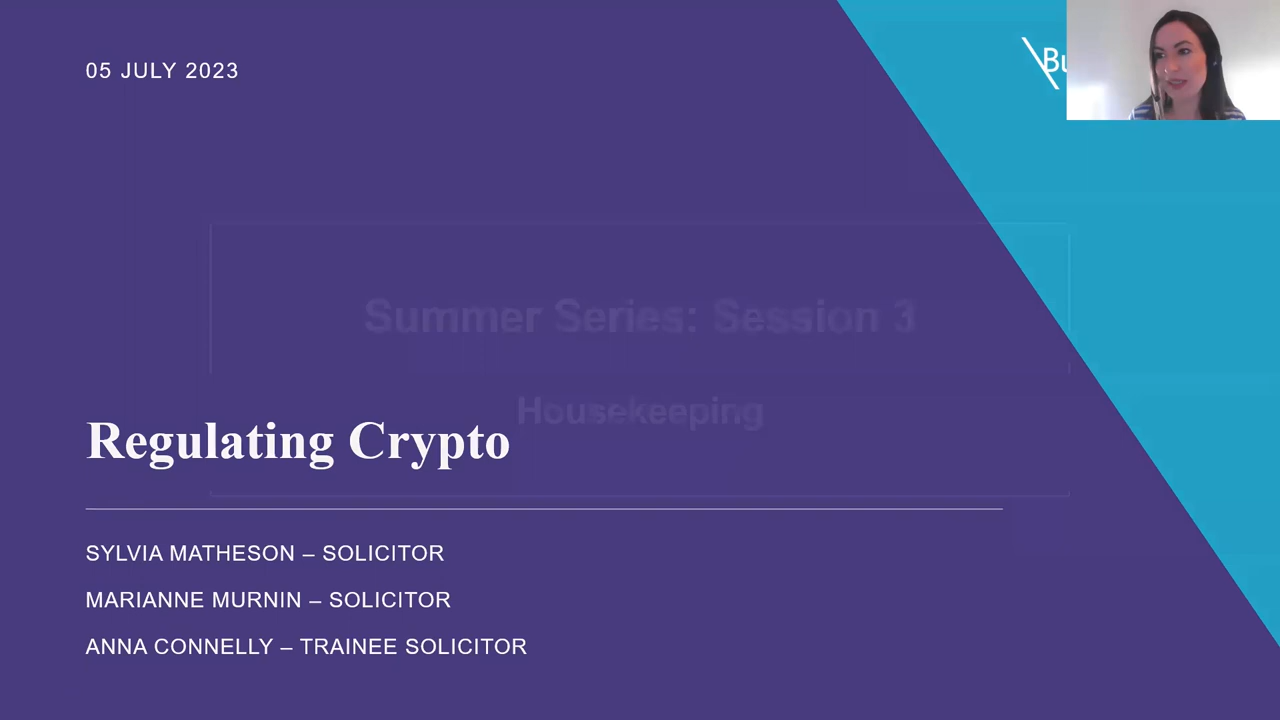 05 JULY 2023
Bu
Summer Series: Session 3
Housekeeping
Regulating Crypto
SYLVIA MATHESON – SOLICITOR
MARIANNE MURNIN – SOLICITOR
ANNA CONNELLY – TRAINEE SOLICITOR